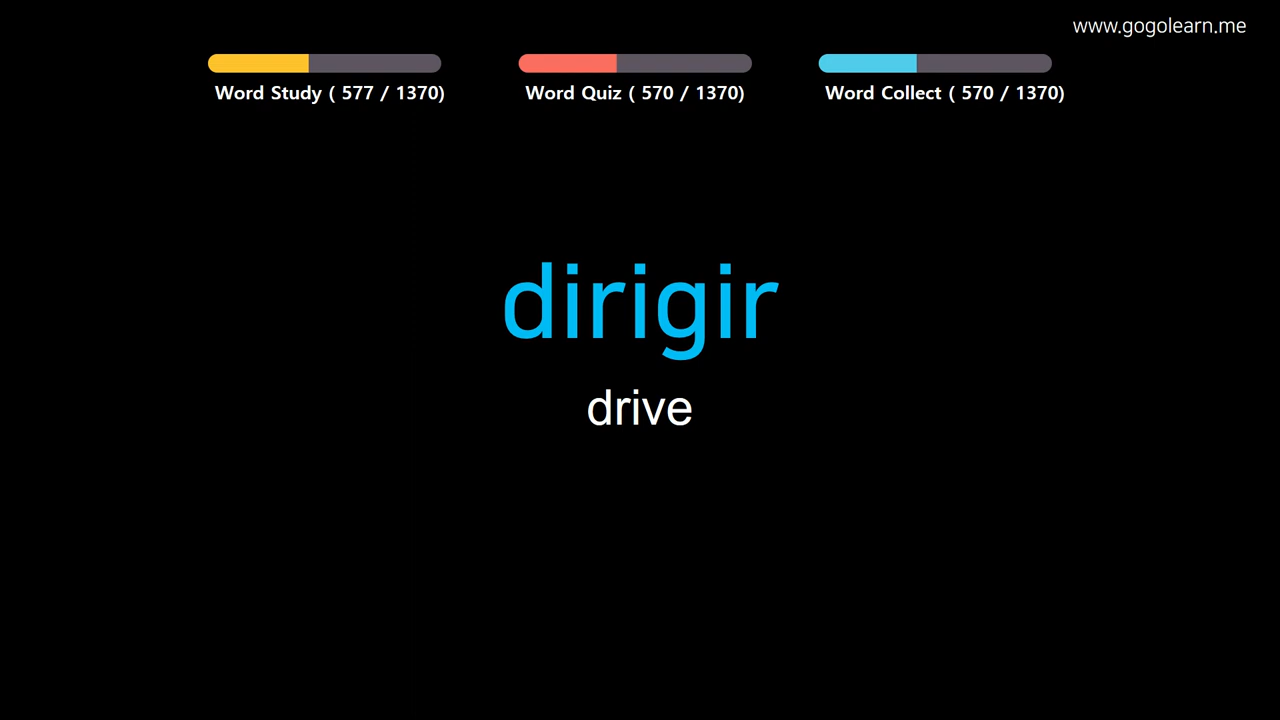 www.gogolearn.me
Word Study ( 577 / 1370)
Word Quiz ( 570 / 1370)
Word Collect ( 570 / 1370)
dirigir
drive